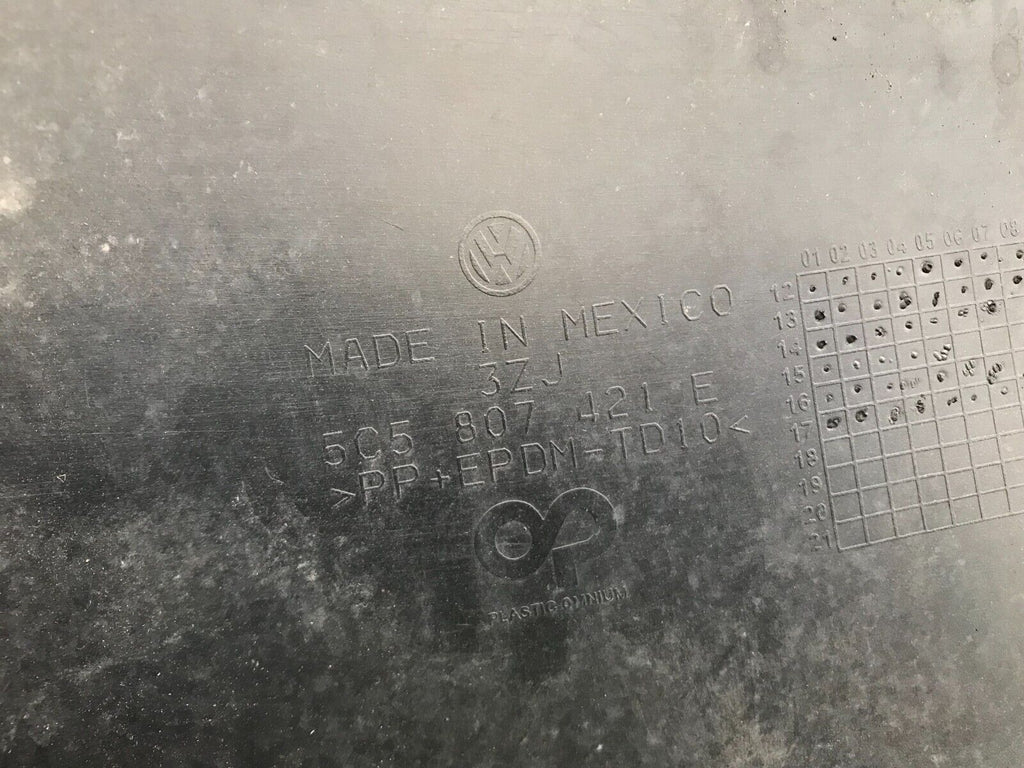 MADE IN MEXICO
3ZJ
5C5 807 421 E
>PP+EPDM-TD10<
PLASTIC OMNIUM
01 02 03 04 05 06 07 08
12
13
14
15
16
17
18
19
20
21